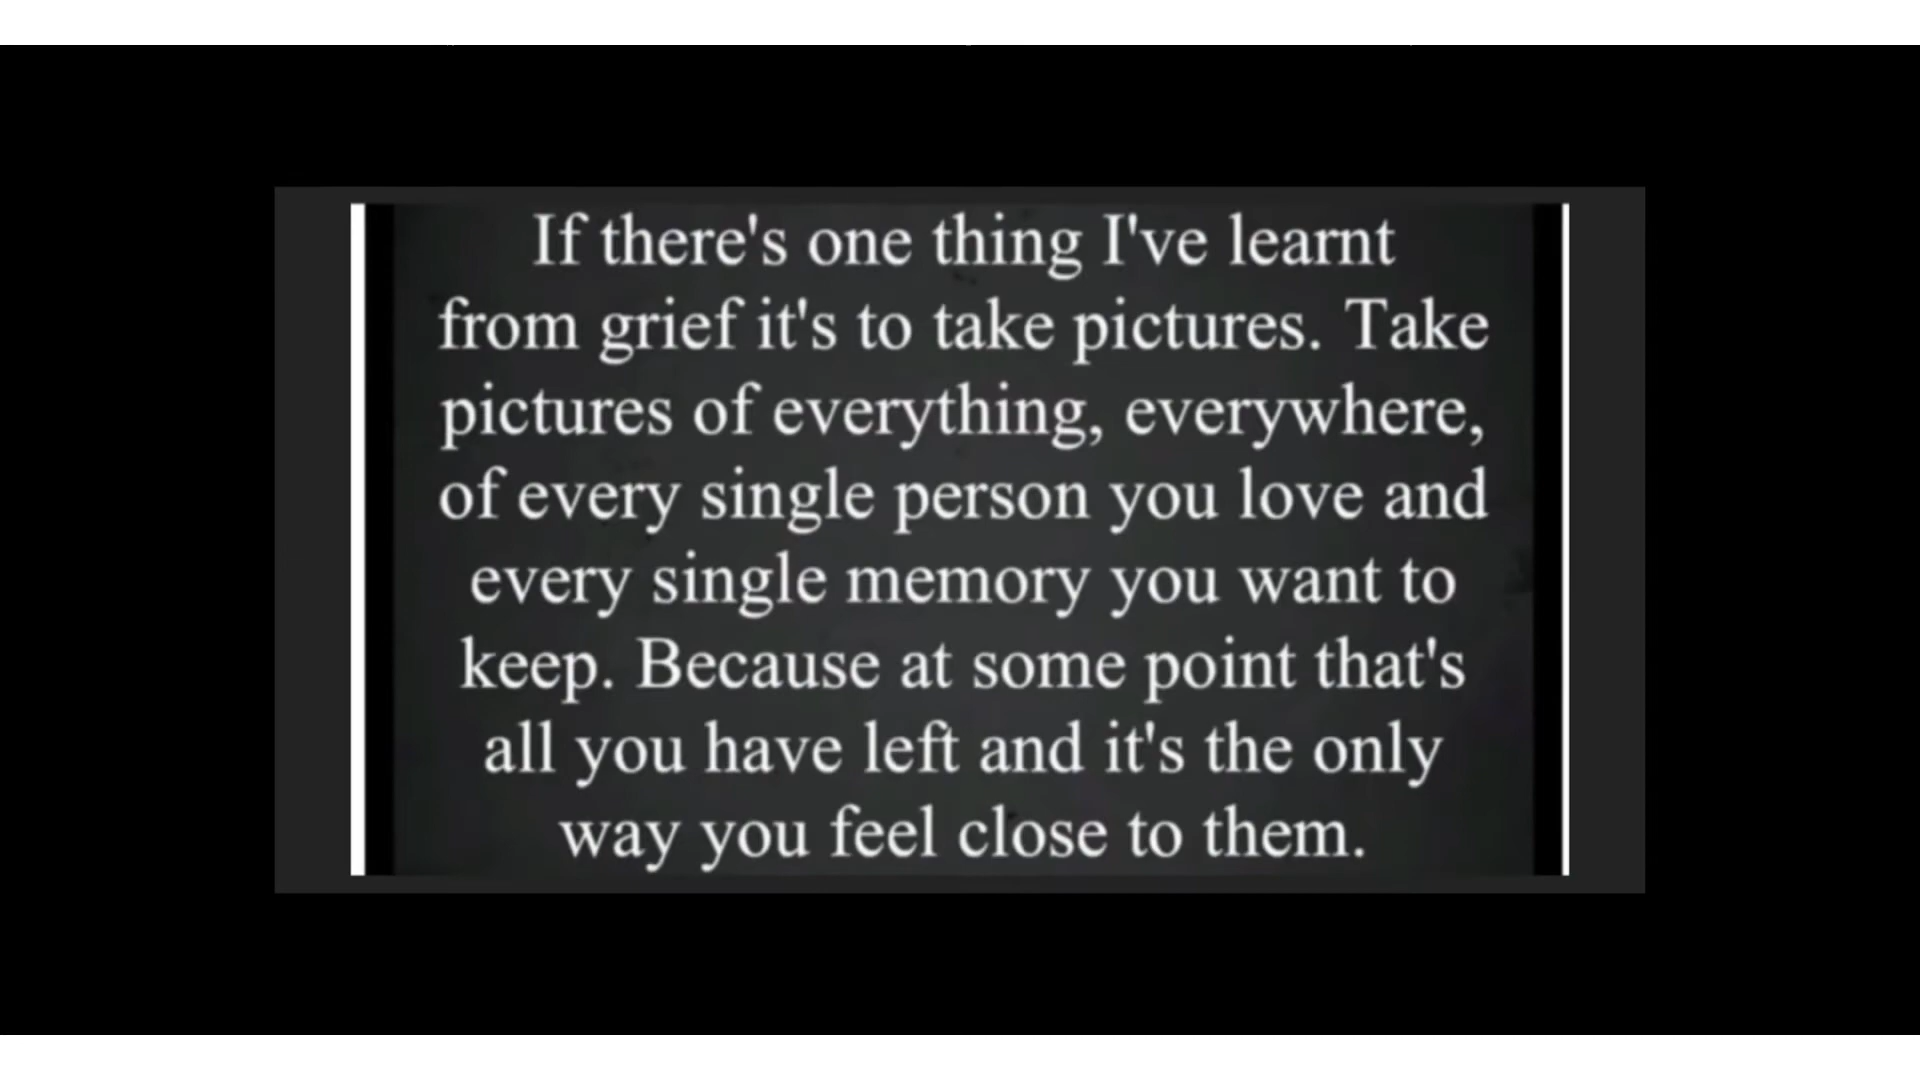 If there's one thing I've learnt
from grief it's to take pictures. Take
pictures of everything, everywhere,
of every single person you love and
every single memory you want to
keep. Because at some point that's
all you have left and it's the only
way you feel close to them.